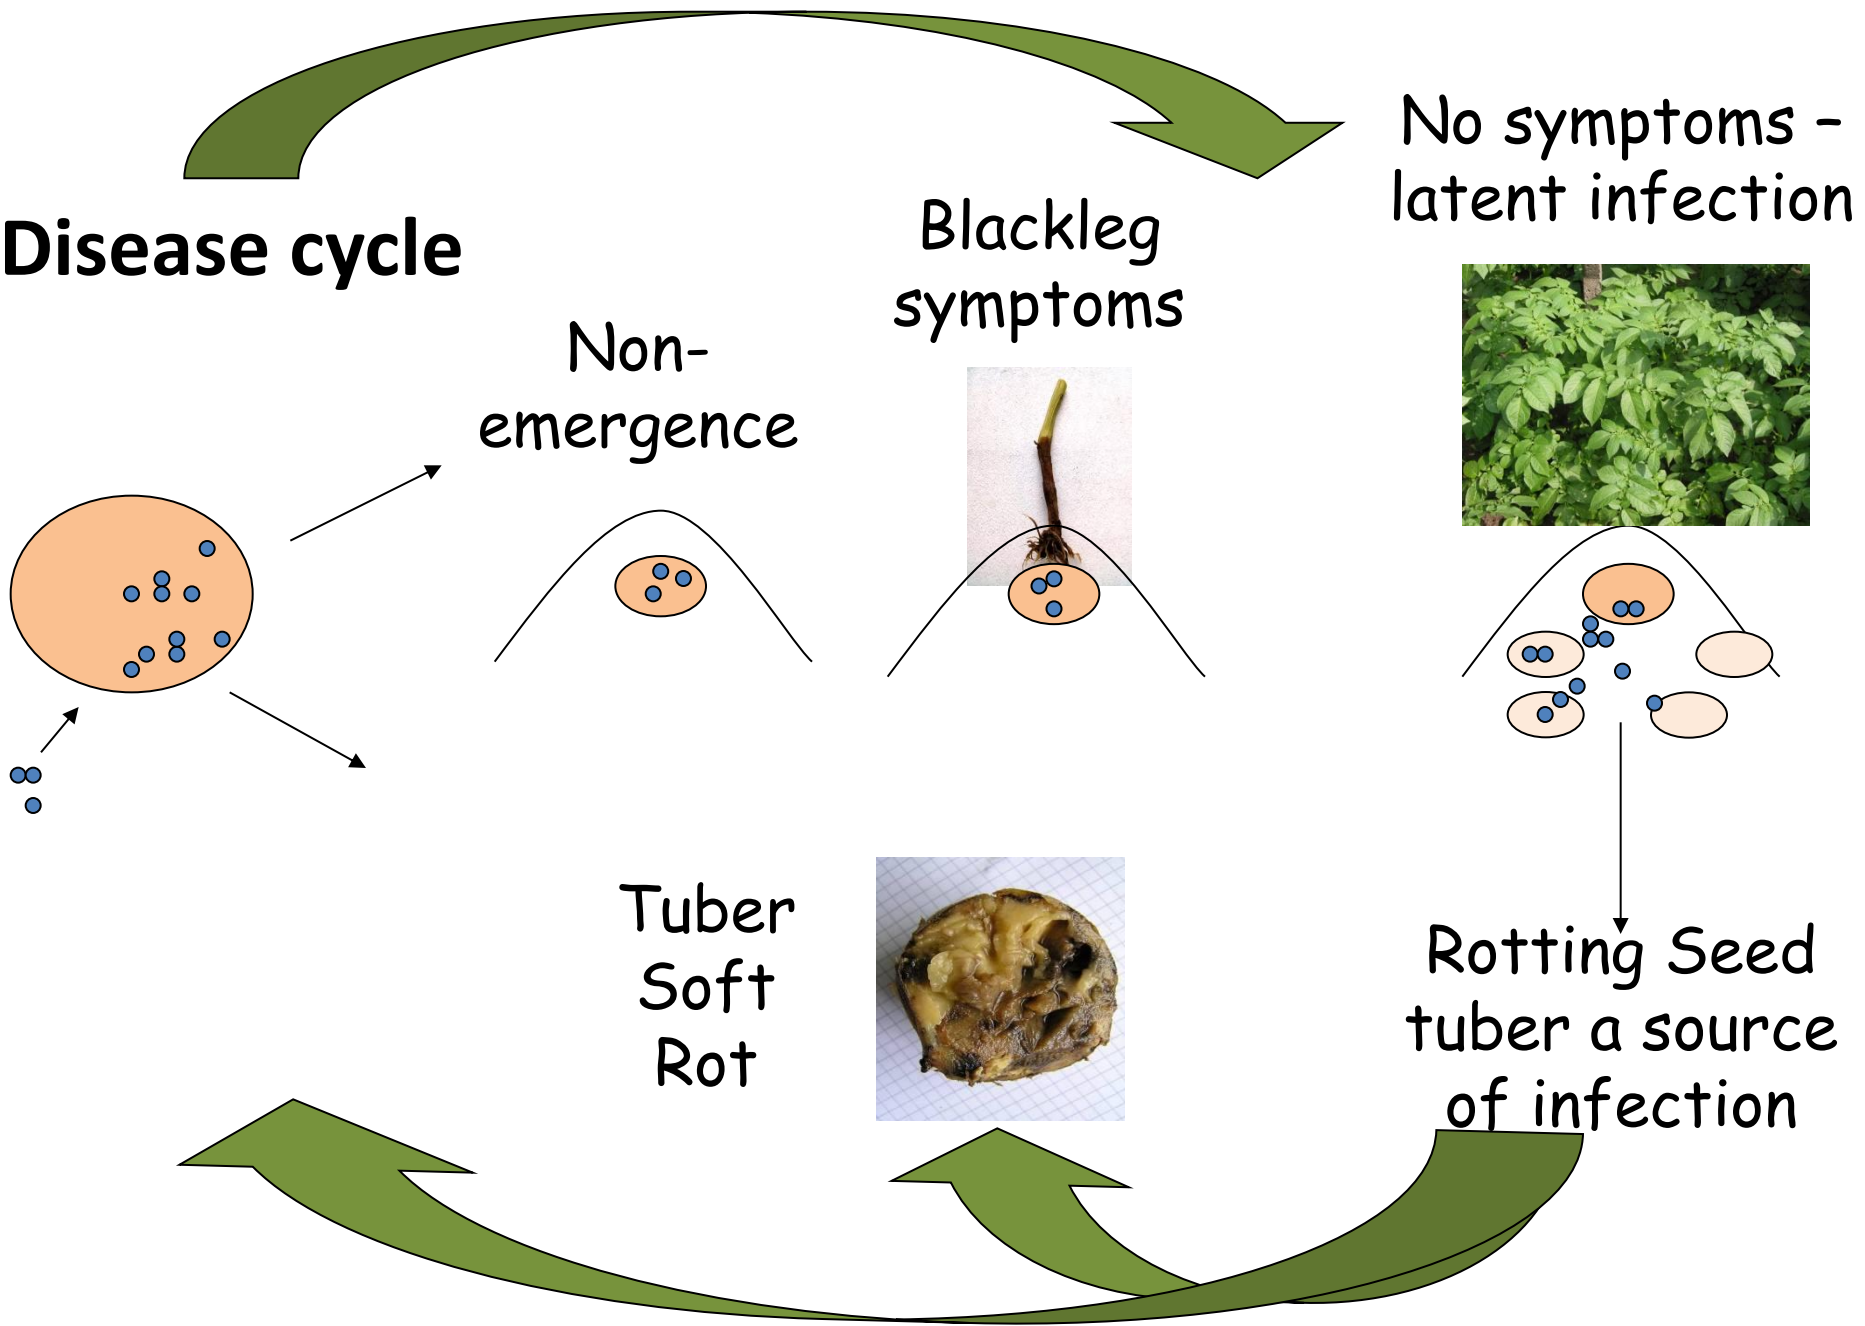 Disease cycle
Non-
emergence
Blackleg
symptoms
No symptoms –
latent infection
Tuber
Soft
Rot
Rotting Seed
tuber a source
of infection